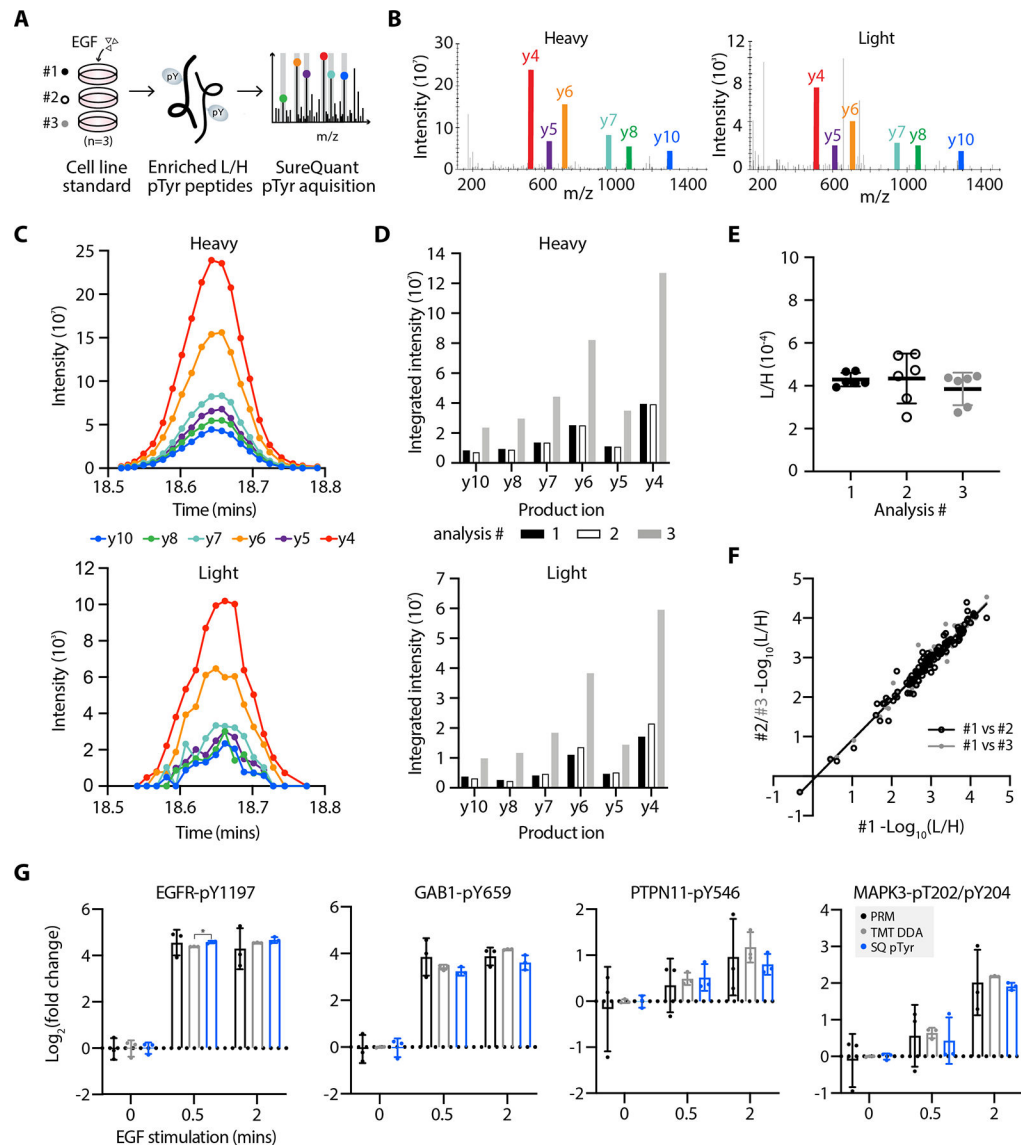 A
EGF
#1
#2
#3
(n=3)
pY
pY
m/z
Cell line
standard
Enriched L/H
pTyr peptides
SureQuant
pTyr aquisition
B
Heavy
Intensity (10⁷)
30
20
10
0
y4
y5
y6
y7
y8
y10
200
600
1000
1400
m/z
Light
Intensity (10³)
12
9
6
3
0
y4
y5
y6
y7
y8
y10
200
600
1000
1400
m/z
C
Heavy
Intensity (10⁷)
25
20
15
10
5
0
18.5
18.6
18.7
18.8
Time (mins)
y10
y8
y7
y6
y5
y4
Light
Intensity (10³)
12
10
8
6
4
2
0
18.5
18.6
18.7
18.8
Time (mins)
D
Heavy
Integrated intensity (10⁷)
14
12
10
8
6
4
2
0
y10
y8
y7
y6
y5
y4
Product ion
analysis #
1
2
3
Light
Integrated intensity (10⁷)
7
6
5
4
3
2
1
0
y10
y8
y7
y6
y5
y4
Product ion
E
L/H (10⁻⁴)
10
8
6
4
2
0
1
2
3
Analysis #
F
#2/#3 -Log₁₀(L/H)
5
4
3
2
1
-1
-1
1
2
3
4
5
#1 vs #2
#1 vs #3
#1 -Log₁₀(L/H)
G
EGFR-pY1197
Log₂(fold change)
6
4
2
0
-2
*
0
0.5
2
EGF stimulation (mins)
GAB1-pY659
6
4
2
0
-2
0
0.5
2
PTPN11-pY546
2
1
0
-1
-2
0
0.5
2
MAPK3-pT202/pY204
4
3
2
1
0
-1
PRM
TMT DDA
SQ pTyr
0
0.5
2